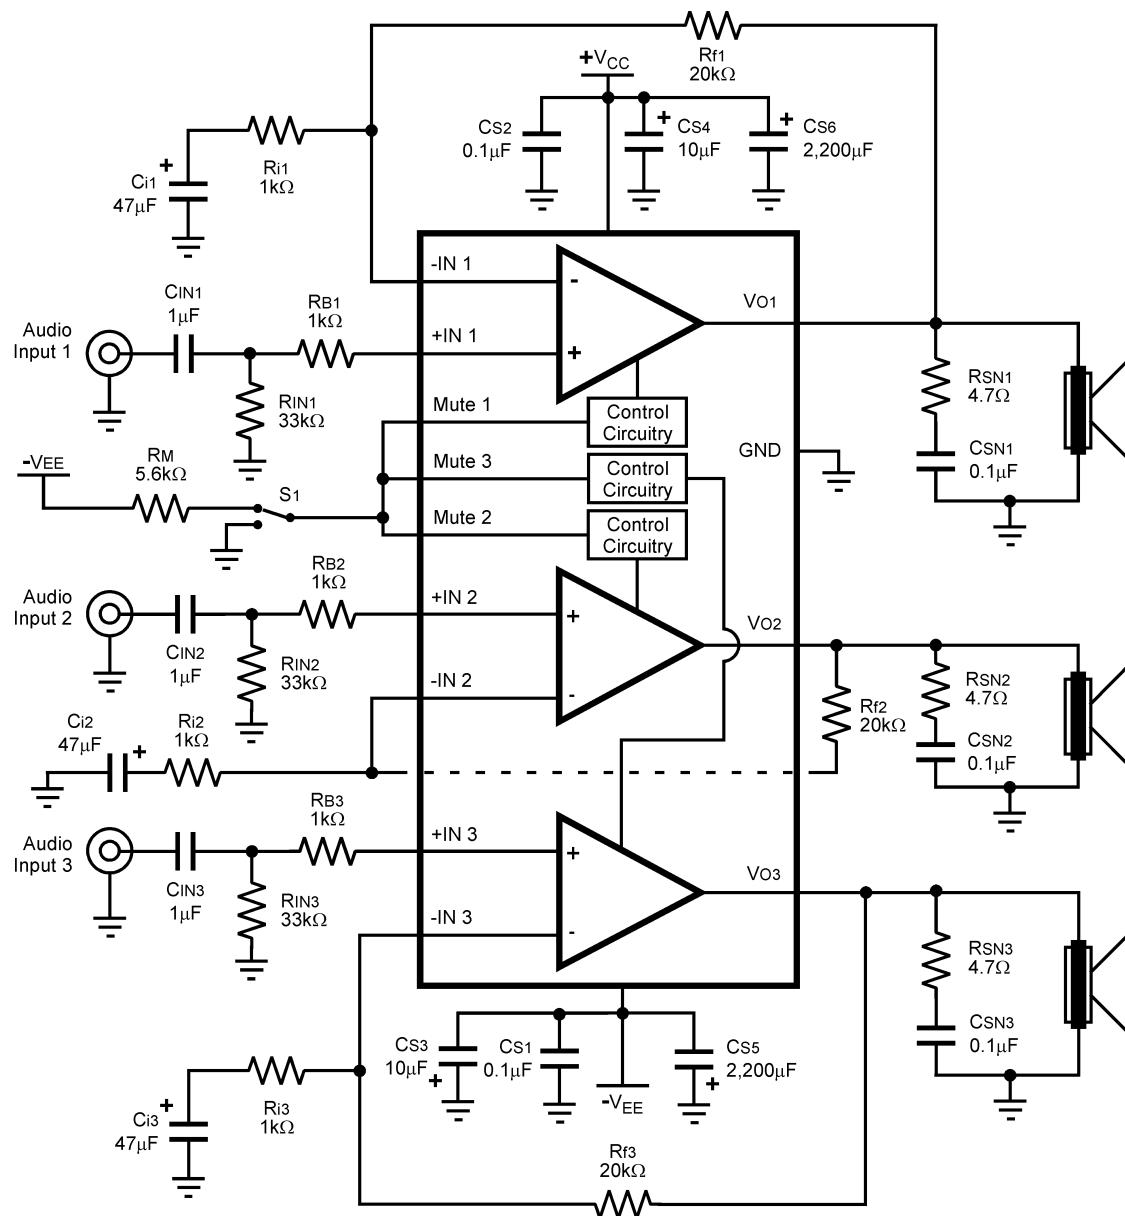 Rf1
20kΩ
+VCC
CS2
0.1µF
CS4
10µF
CS6
2,200µF
+
+
Ri1
1kΩ
+
Ci1
47µF
-IN 1
-
CIN1
1µF
RB1
1kΩ
VO1
Audio
Input 1
+IN 1
+
RIN1
33kΩ
RSN1
4.7Ω
Mute 1
Control
Circuitry
CSN1
0.1µF
GND
-VEE
RM
5.6kΩ
S1
Mute 3
Control
Circuitry
Mute 2
Control
Circuitry
RB2
1kΩ
Audio
Input 2
+IN 2
+
VO2
CIN2
1µF
RIN2
33kΩ
-IN 2
-
RSN2
4.7Ω
Rf2
20kΩ
CSN2
0.1µF
Ci2
47µF
+
Ri2
1kΩ
RB3
1kΩ
Audio
Input 3
+IN 3
+
VO3
CIN3
1µF
RIN3
33kΩ
-IN 3
-
RSN3
4.7Ω
CSN3
0.1µF
CS3
10µF
+
CS1
0.1µF
CS5
2,200µF
+
-VEE
+
Ci3
47µF
Ri3
1kΩ
Rf3
20kΩ